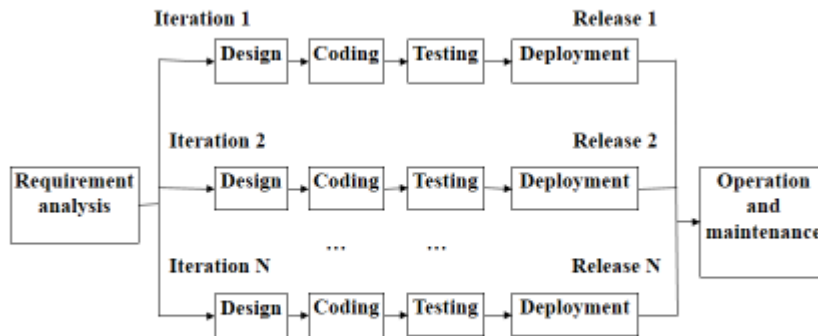 Iteration 1 Release 1
Design Coding Testing Deployment
Iteration 2 Release 2
Requirement
analysis
Design Coding Testing Deployment
Operation
and
maintenance
... ...
Iteration N Release N
Design Coding Testing Deployment